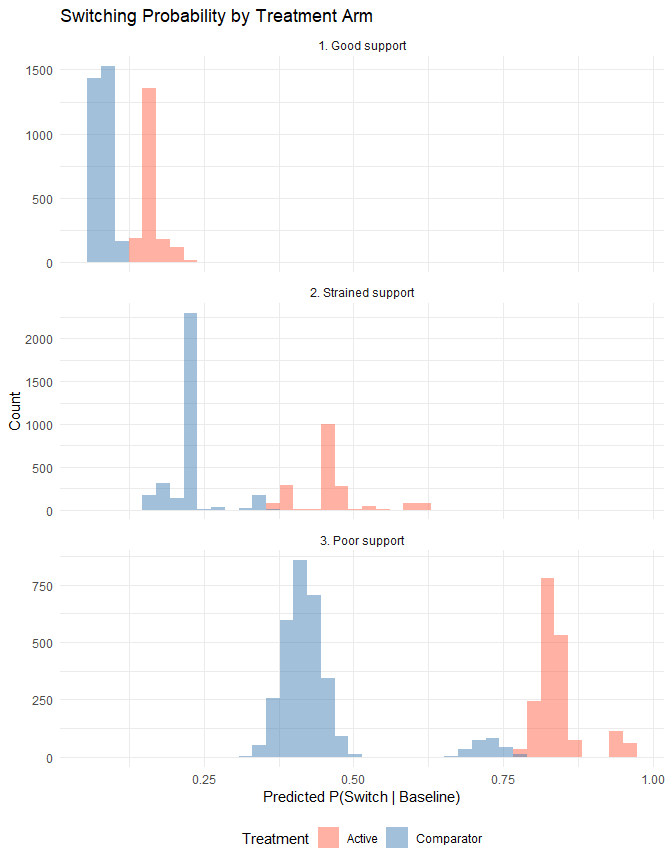 Switching Probability by Treatment Arm
1. Good support
1500
1000
500
0
2. Strained support
2000
1500
1000
500
0
Count
3. Poor support
750
500
250
0
0.25 0.50 0.75 1.00
Predicted P(Switch | Baseline)
Treatment Active Comparator